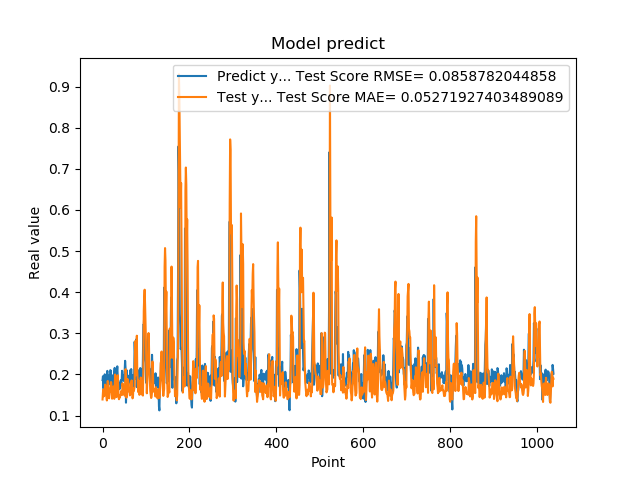 Model predict
Predict y... Test Score RMSE= 0.0858782044858
Test y... Test Score MAE= 0.05271927403489089
0.9
0.8
0.7
0.6
0.5
0.4
0.3
0.2
0.1
Real value
0 200 400 600 800 1000
Point